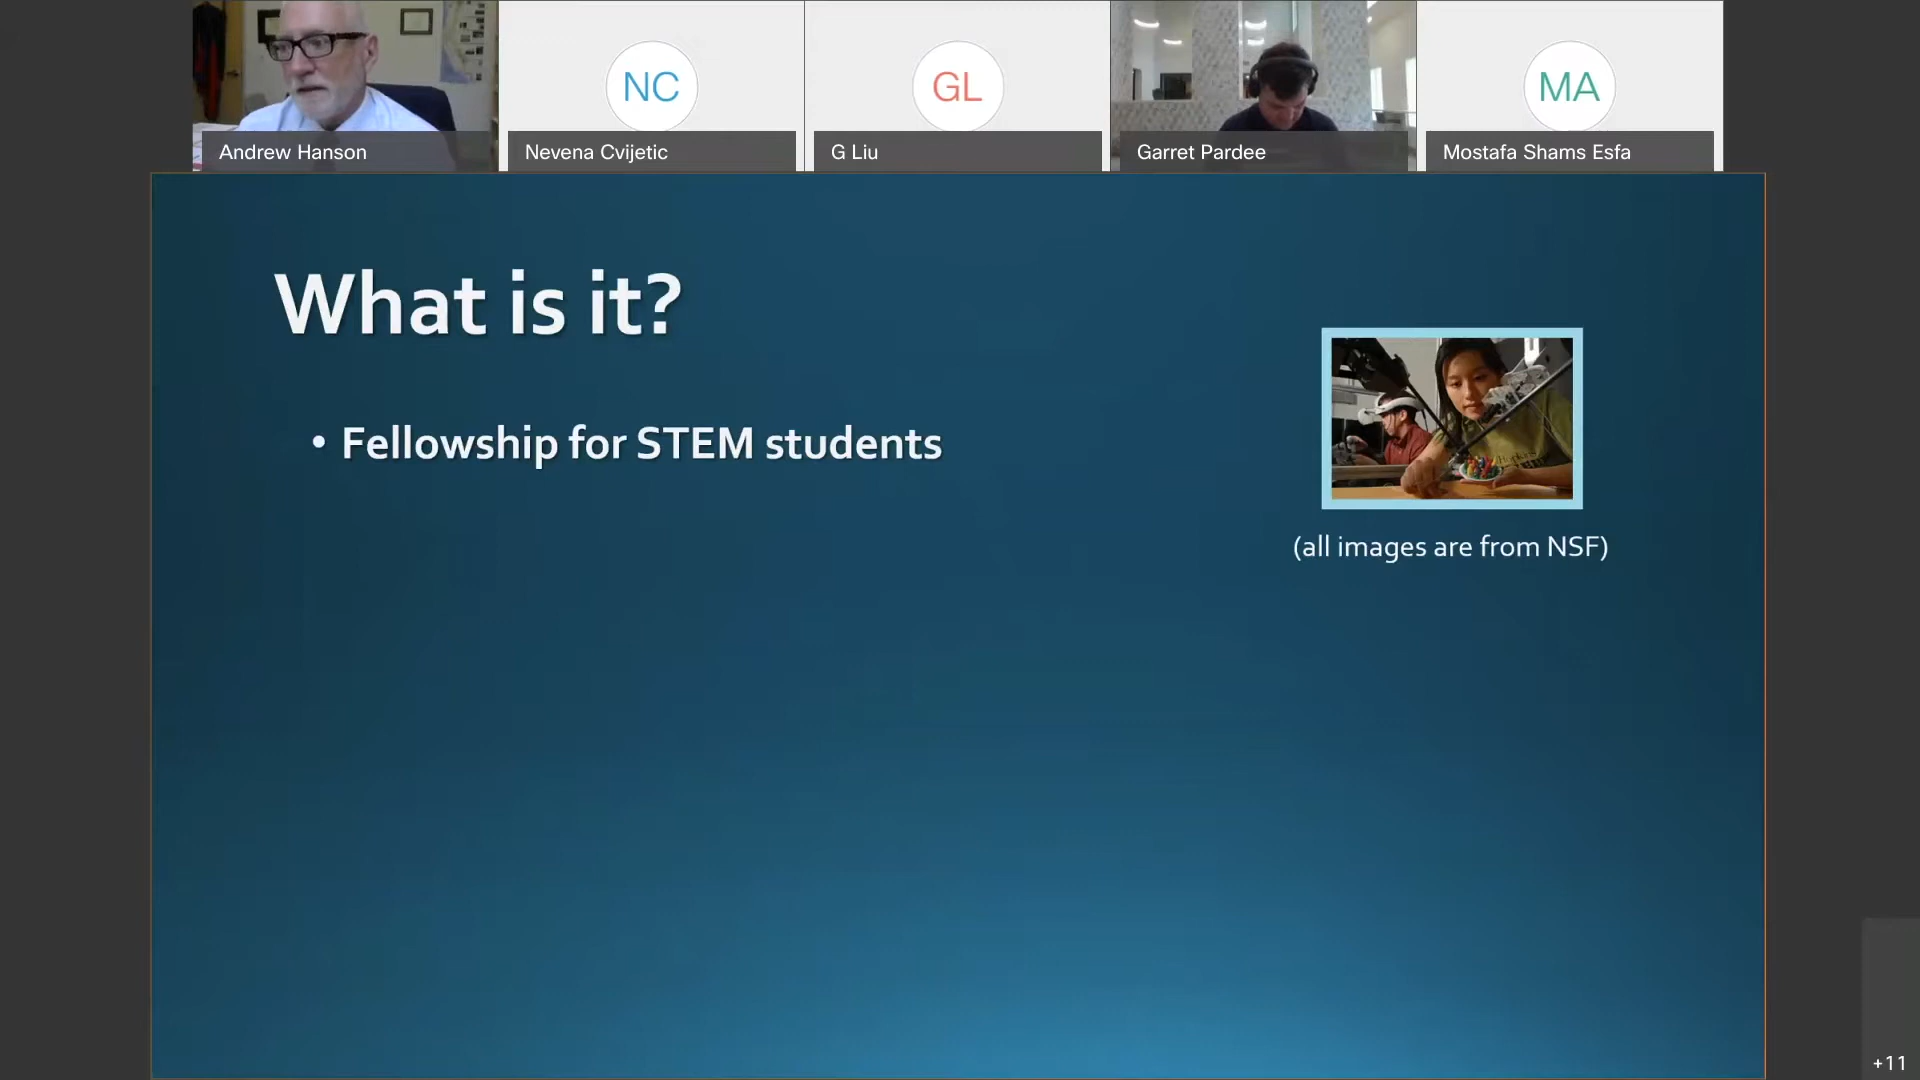 NC
GL
MA
Andrew Hanson
Nevena Cvijetic
G Liu
Garret Pardee
Mostafa Shams Esfa
What is it?
• Fellowship for STEM students
(all images are from NSF)
+11